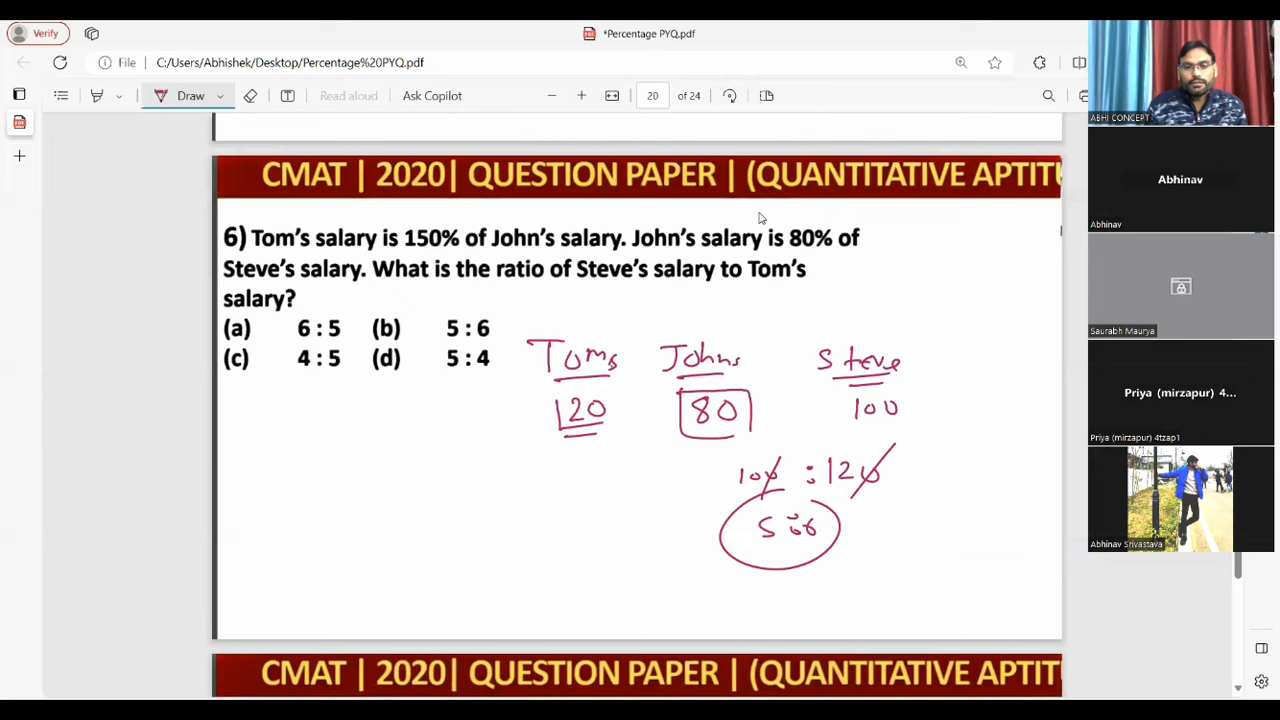 Verify
*Percentage PYQ.pdf
File
C:/Users/Abhishek/Desktop/Percentage%20PYQ.pdf
Draw
Read aloud
Ask Copilot
20
of 24
CMAT | 2020| QUESTION PAPER | (QUANTITATIVE APTITU
6) Tom's salary is 150% of John's salary. John's salary is 80% of
Steve's salary. What is the ratio of Steve's salary to Tom's
salary?
(a) 6 : 5 (b) 5 : 6
(c) 4 : 5 (d) 5 : 4
Toms Johns Steve
120 80 100
100 : 120
5 : 6
CMAT | 2020| QUESTION PAPER | (QUANTITATIVE APTIT
ABHI CONCEPT
Abhinav
Abhinav
Saurabh Maurya
Priya (mirzapur) 4...
Priya (mirzapur) 4tzap1
Abhinav Srivastava